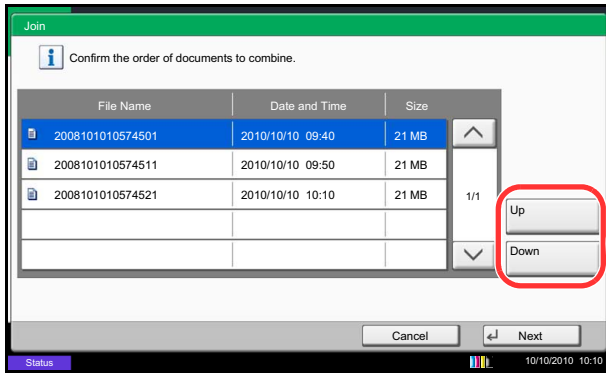 Join
i Confirm the order of documents to combine.
File Name Date and Time Size
2008101010574501 2010/10/10 09:40 21 MB
2008101010574511 2010/10/10 09:50 21 MB
2008101010574521 2010/10/10 10:10 21 MB
1/1
Up
Down
Cancel Next
Status 10/10/2010 10:10